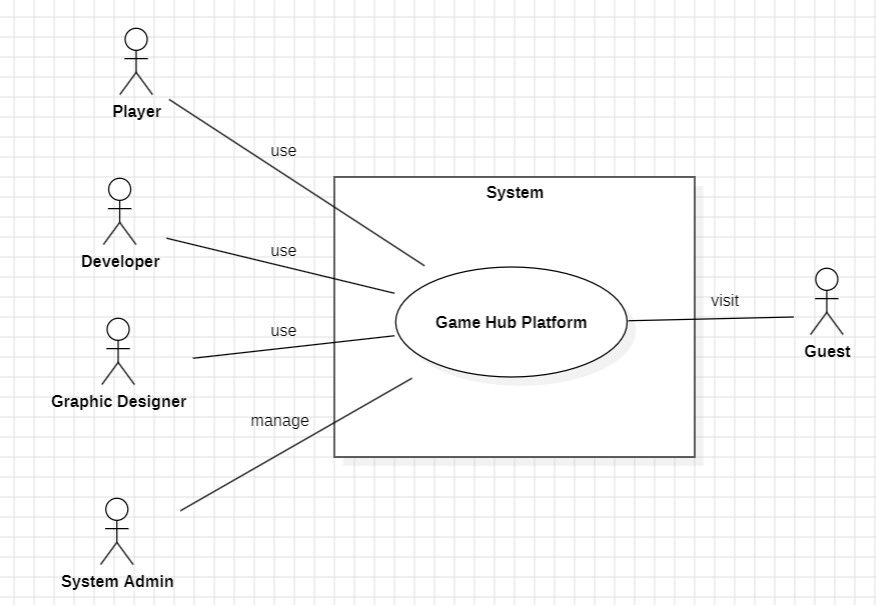 Player
use
System
Developer
use
Guest
visit
Game Hub Platform
use
Graphic Designer
manage
System Admin